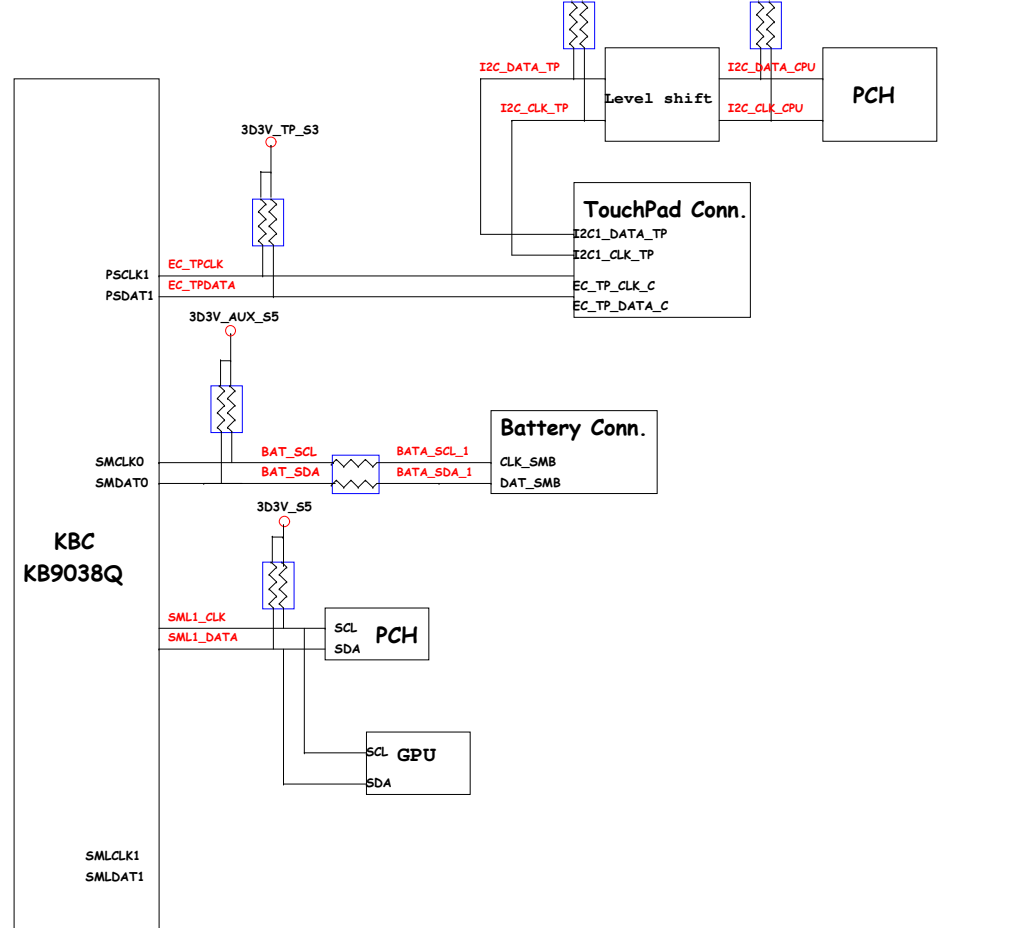 I2C_DATA_TP
I2C_DATA_CPU
Level shift
PCH
I2C_CLK_TP
I2C_CLK_CPU
3D3V_TP_S3
TouchPad Conn.
I2C1_DATA_TP
I2C1_CLK_TP
PSCLK1
EC_TPCLK
EC_TP_CLK_C
PSDAT1
EC_TPDATA
EC_TP_DATA_C
3D3V_AUX_S5
Battery Conn.
SMCLK0
BAT_SCL
BATA_SCL_1
CLK_SMB
SMDAT0
BAT_SDA
BATA_SDA_1
DAT_SMB
3D3V_S5
KBC
KB9038Q
SML1_CLK
SCL
PCH
SML1_DATA
SDA
SCL
GPU
SDA
SMLCLK1
SMLDAT1